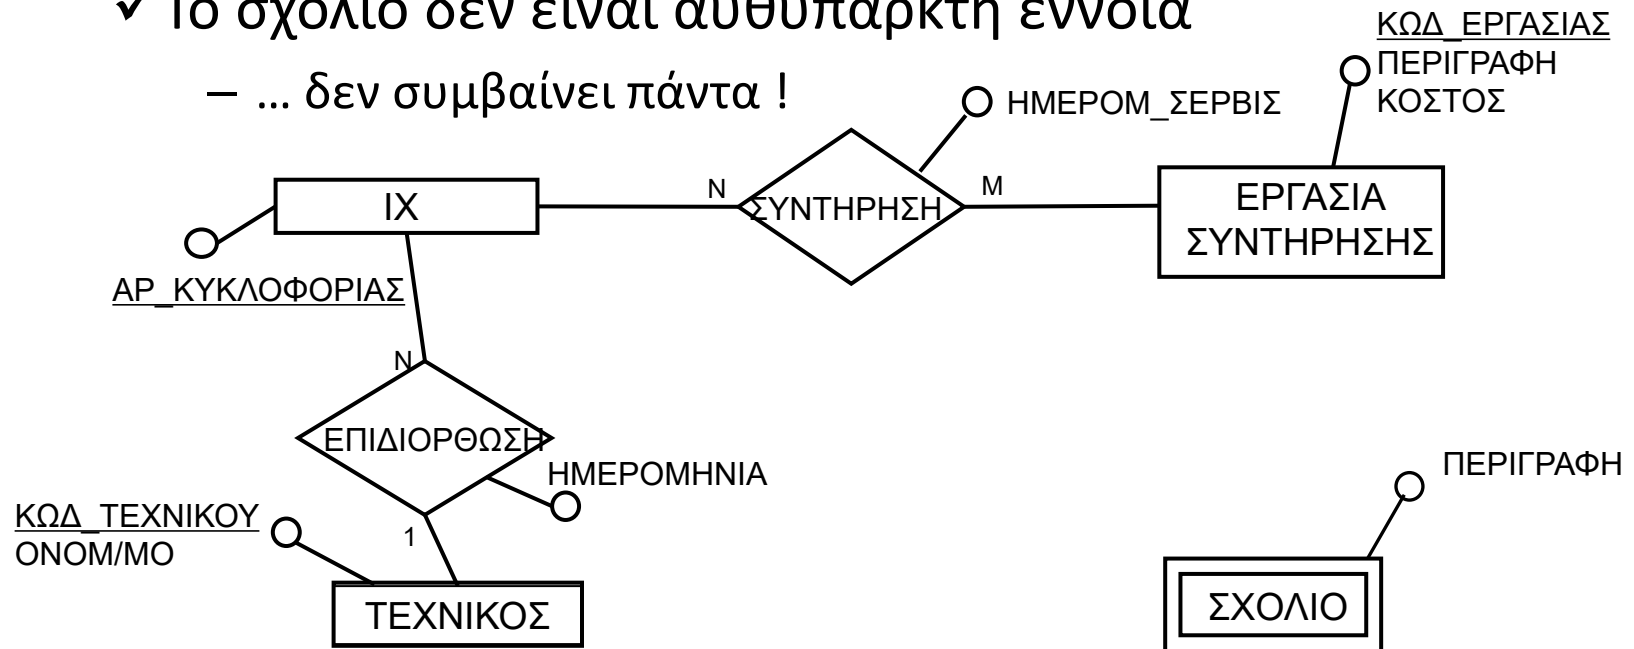 ✓ Το σχόλιο δεν είναι αυθύπαρκτη έννοια
– ... δεν συμβαίνει πάντα !
ΚΩΔ_ΕΡΓΑΣΙΑΣ
ΠΕΡΙΓΡΑΦΗ
ΚΟΣΤΟΣ
ΗΜΕΡΟΜ_ΣΕΡΒΙΣ
ΙΧ
N
ΣΥΝΤΗΡΗΣΗ
M
ΕΡΓΑΣΙΑ
ΣΥΝΤΗΡΗΣΗΣ
ΑΡ_ΚΥΚΛΟΦΟΡΙΑΣ
N
ΕΠΙΔΙΟΡΘΩΣΗ
ΗΜΕΡΟΜΗΝΙΑ
ΠΕΡΙΓΡΑΦΗ
ΚΩΔ_ΤΕΧΝΙΚΟΥ
ΟΝΟΜ/ΜΟ
1
ΤΕΧΝΙΚΟΣ
ΣΧΟΛΙΟ